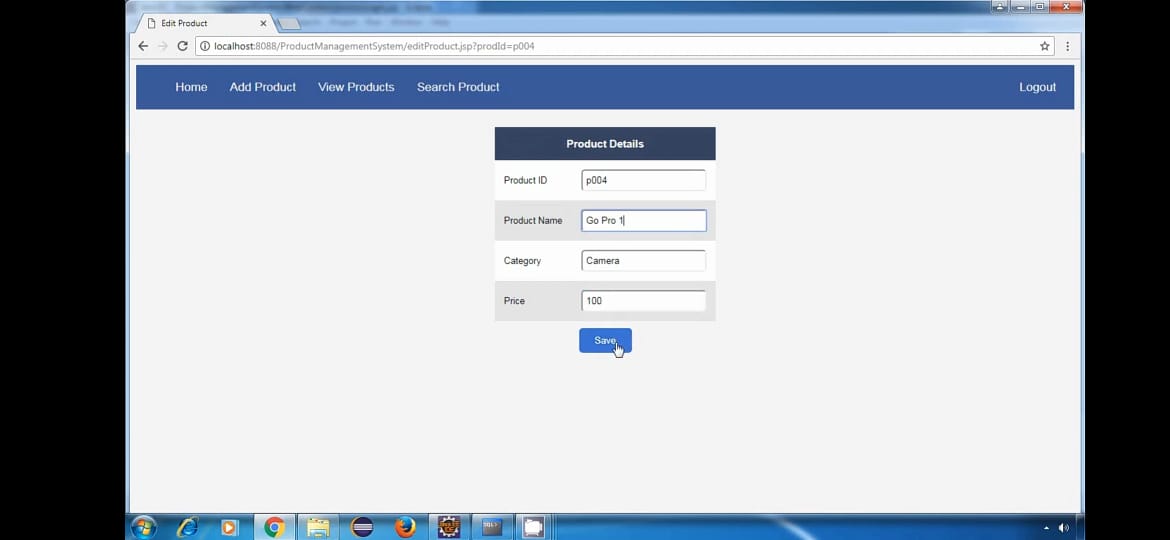 Edit Product
localhost:8088/ProductManagementSystem/editProduct.jsp?prodId=p004
Home Add Product View Products Search Product Logout
Product Details
Product ID p004
Product Name Go Pro 1
Category Camera
Price 100
Save